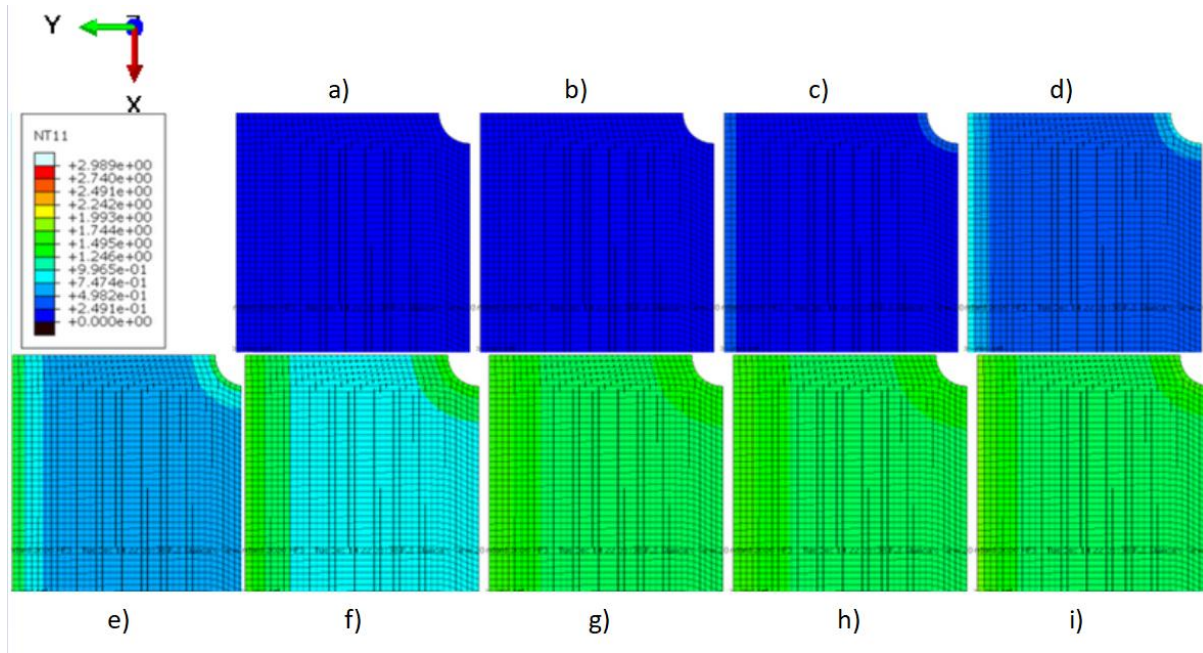 Y
Z
X
a)
b)
c)
d)
NT11
+2.989e+00
+2.740e+00
+2.491e+00
+2.242e+00
+1.993e+00
+1.744e+00
+1.495e+00
+1.246e+00
+9.965e-01
+7.474e-01
+4.982e-01
+2.491e-01
+0.000e+00
e)
f)
g)
h)
i)